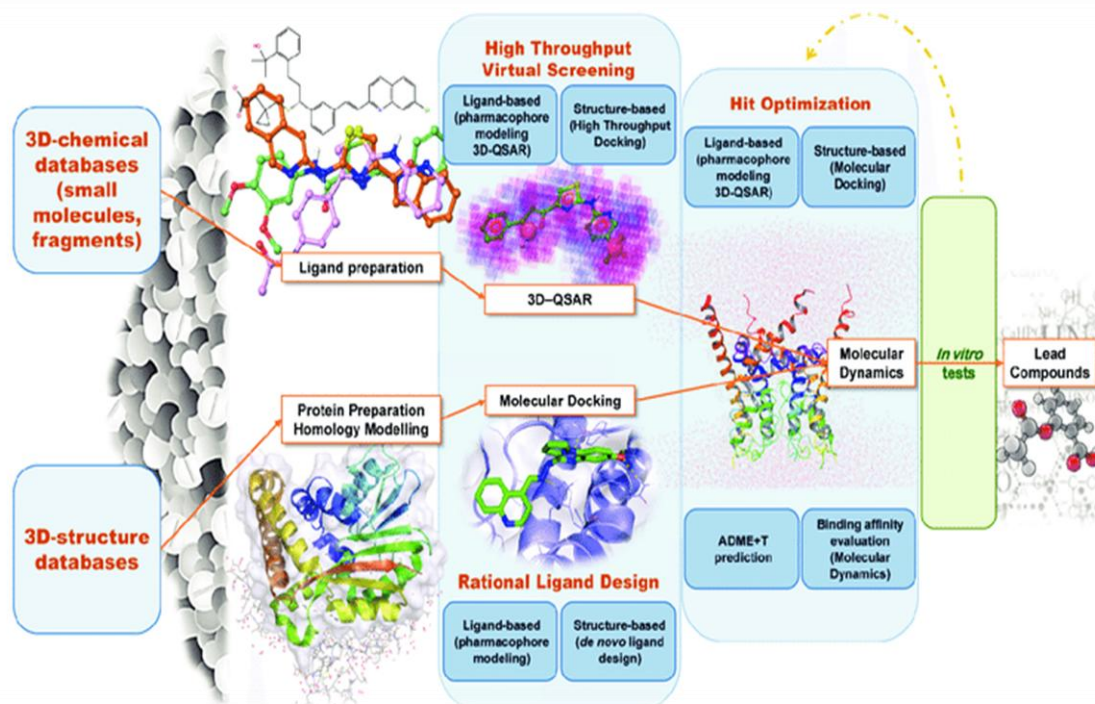 3D-chemical
databases
(small
molecules,
fragments)
3D-structure
databases
Ligand preparation
Protein Preparation
Homology Modelling
High Throughput
Virtual Screening
Ligand-based
(pharmacophore
modeling
3D-QSAR)
Structure-based
(High Throughput
Docking)
3D–QSAR
Molecular Docking
Rational Ligand Design
Ligand-based
(pharmacophore
modeling)
Structure-based
(de novo ligand
design)
Hit Optimization
Ligand-based
(pharmacophore
modeling
3D-QSAR)
Structure-based
(Molecular
Docking)
Molecular
Dynamics
ADME+T
prediction
Binding affinity
evaluation
(Molecular
Dynamics)
In vitro
tests
Lead
Compounds